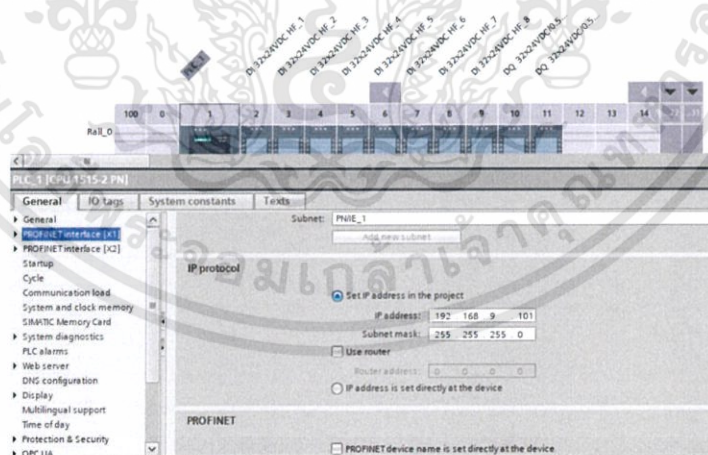 PLC_1
DI 32x24VDC HF_1
DI 32x24VDC HF_2
DI 32x24VDC HF_3
DI 32x24VDC HF_4
DI 32x24VDC HF_5
DI 32x24VDC HF_6
DI 32x24VDC HF_7
DI 32x24VDC HF_8
DQ 32x24VDC/0.5...
DQ 32x24VDC/0.5...
100 0 1 2 3 4 5 6 7 8 9 10 11 12 13 14
Rail_0
PLC_1 [CPU 1515-2 PN]
General IO tags System constants Texts
General
PROFINET interface [X1]
PROFINET interface [X2]
Startup
Cycle
Communication load
System and clock memory
SIMATIC Memory Card
System diagnostics
PLC alarms
Web server
DNS configuration
Display
Multilingual support
Time of day
Protection & Security
OPC UA
Subnet: PN/IE_1
Add new subnet
IP protocol
Set IP address in the project
IP address: 192 . 168 . 9 . 101
Subnet mask: 255 . 255 . 255 . 0
Use router
Router address: 0 . 0 . 0 . 0
IP address is set directly at the device
PROFINET
PROFINET device name is set directly at the device